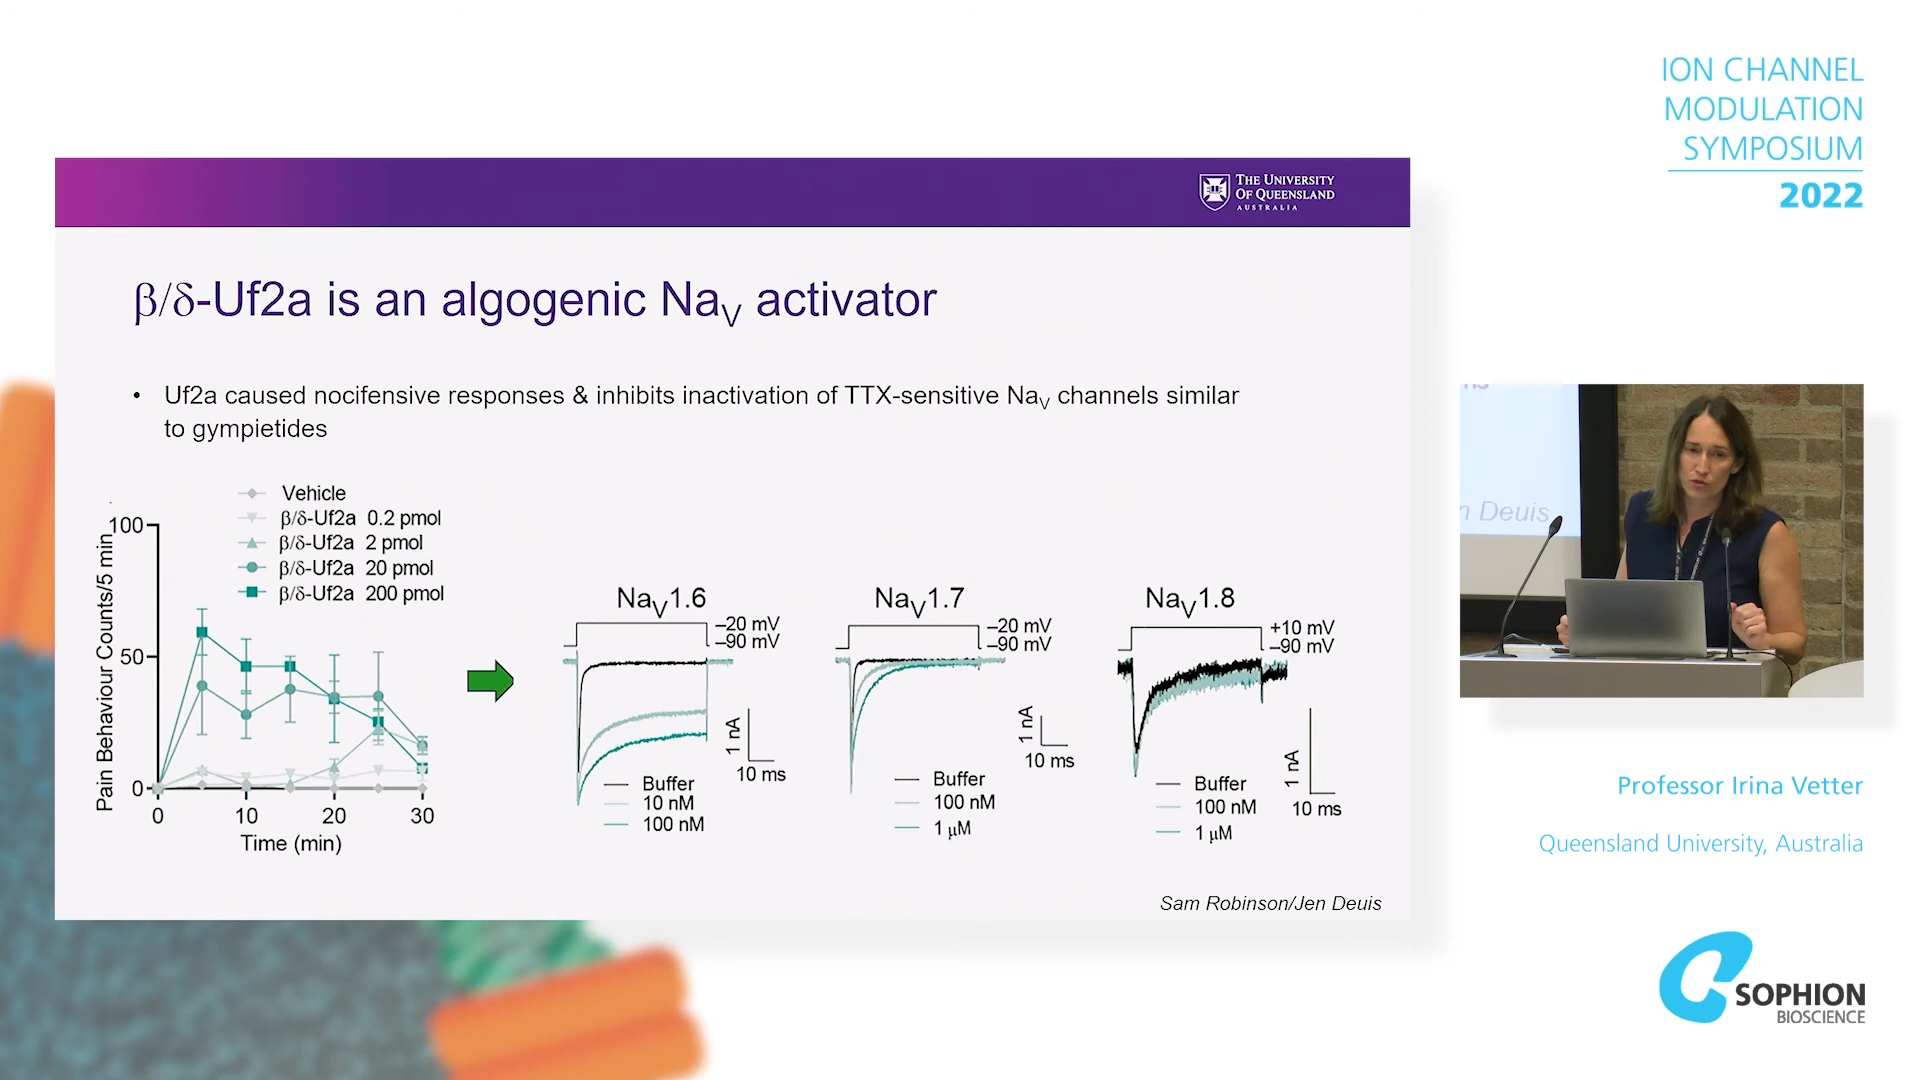 ION CHANNEL
MODULATION
SYMPOSIUM
2022
THE UNIVERSITY
OF QUEENSLAND
AUSTRALIA
β/δ-Uf2a is an algogenic NaV activator
• Uf2a caused nocifensive responses & inhibits inactivation of TTX-sensitive NaV channels similar
to gympietides
Vehicle
β/δ-Uf2a 0.2 pmol
β/δ-Uf2a 2 pmol
β/δ-Uf2a 20 pmol
β/δ-Uf2a 200 pmol
Pain Behaviour Counts/5 min
100
50
0
0 10 20 30
Time (min)
NaV1.6
–20 mV
–90 mV
1 nA
10 ms
Buffer
10 nM
100 nM
NaV1.7
–20 mV
–90 mV
1 nA
10 ms
Buffer
100 nM
1 μM
NaV1.8
+10 mV
–90 mV
1 nA
10 ms
Buffer
100 nM
1 μM
Sam Robinson/Jen Deuis
n Deuis
Professor Irina Vetter
Queensland University, Australia
SOPHION
BIOSCIENCE